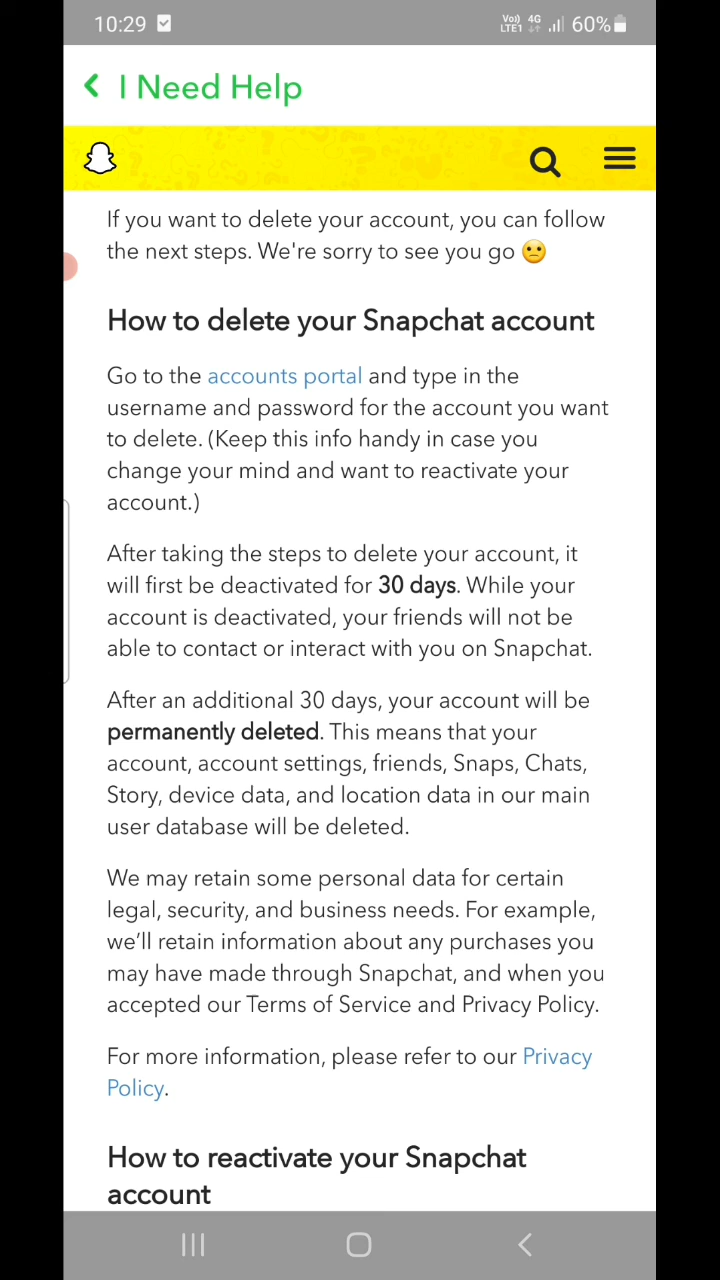 10:29
Vo)) 4G
LTE1 60%
I Need Help
If you want to delete your account, you can follow
the next steps. We're sorry to see you go 😕
How to delete your Snapchat account
Go to the accounts portal and type in the
username and password for the account you want
to delete. (Keep this info handy in case you
change your mind and want to reactivate your
account.)
After taking the steps to delete your account, it
will first be deactivated for 30 days. While your
account is deactivated, your friends will not be
able to contact or interact with you on Snapchat.
After an additional 30 days, your account will be
permanently deleted. This means that your
account, account settings, friends, Snaps, Chats,
Story, device data, and location data in our main
user database will be deleted.
We may retain some personal data for certain
legal, security, and business needs. For example,
we’ll retain information about any purchases you
may have made through Snapchat, and when you
accepted our Terms of Service and Privacy Policy.
For more information, please refer to our Privacy
Policy.
How to reactivate your Snapchat
account